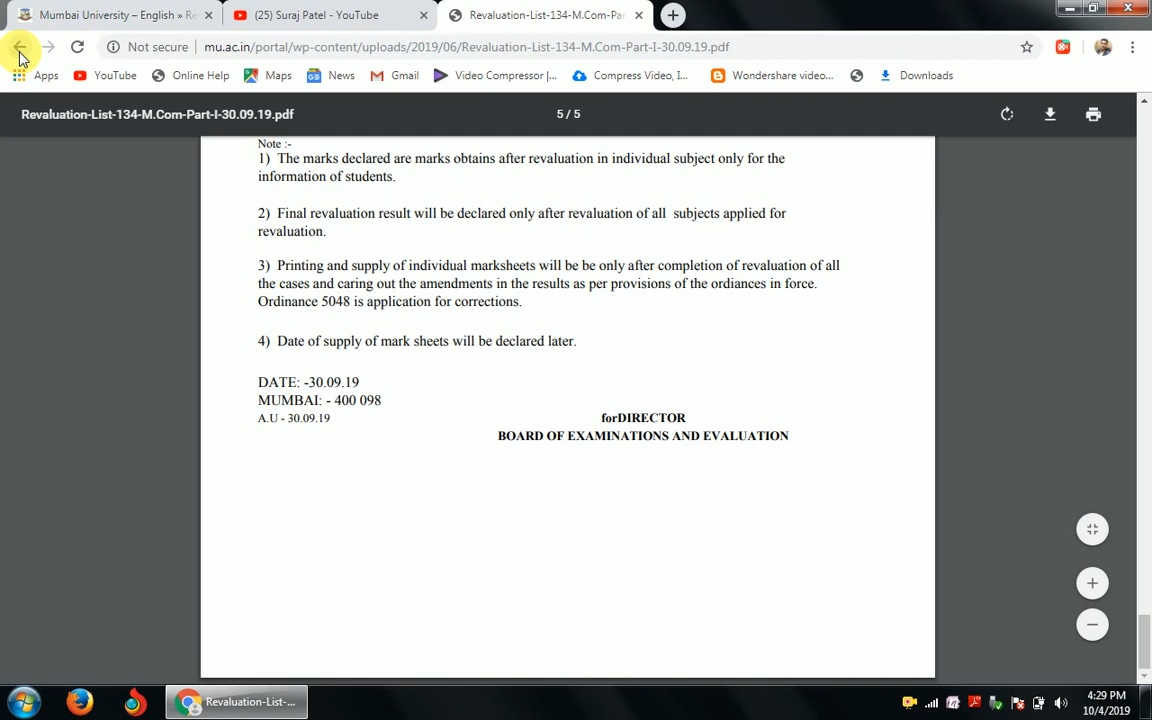 Mumbai University – English » Re
(25) Suraj Patel - YouTube
Revaluation-List-134-M.Com-Par
Not secure
mu.ac.in/portal/wp-content/uploads/2019/06/Revaluation-List-134-M.Com-Part-I-30.09.19.pdf
Apps
YouTube
Online Help
Maps
News
Gmail
Video Compressor |...
Compress Video, I...
Wondershare video...
Downloads
Revaluation-List-134-M.Com-Part-I-30.09.19.pdf
5 / 5
Note :-
1) The marks declared are marks obtains after revaluation in individual subject only for the
information of students.
2) Final revaluation result will be declared only after revaluation of all subjects applied for
revaluation.
3) Printing and supply of individual marksheets will be be only after completion of revaluation of all
the cases and caring out the amendments in the results as per provisions of the ordiances in force.
Ordinance 5048 is application for corrections.
4) Date of supply of mark sheets will be declared later.
DATE: -30.09.19
MUMBAI: - 400 098
A.U - 30.09.19
forDIRECTOR
BOARD OF EXAMINATIONS AND EVALUATION
Revaluation-List-...
4:29 PM
10/4/2019